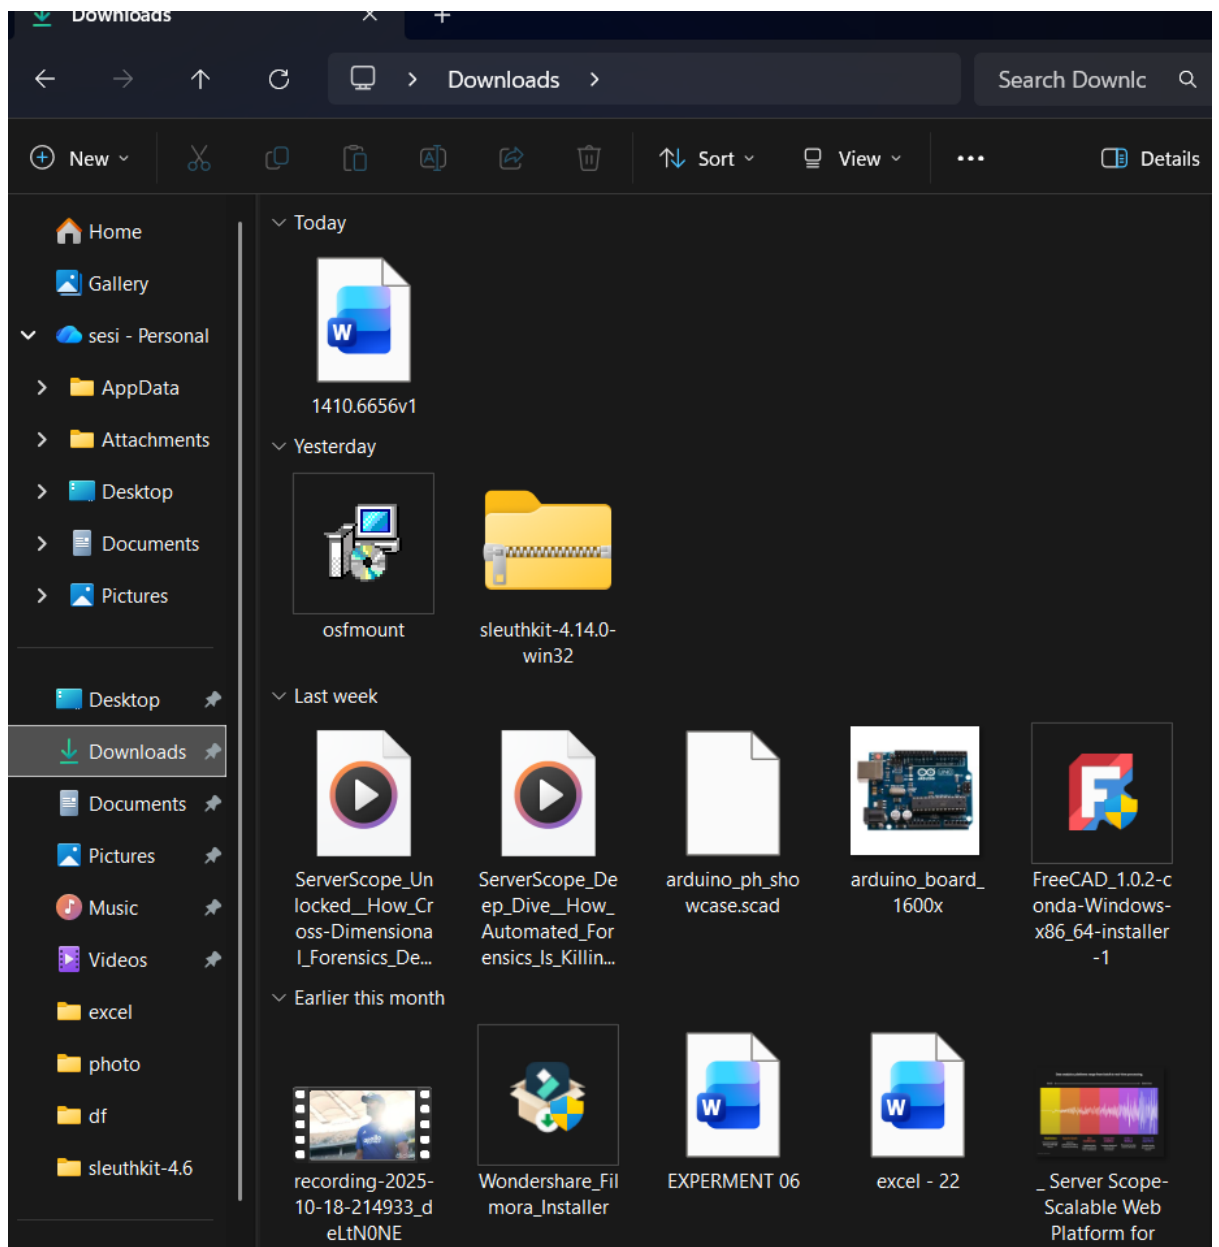 Downloads
Downloads
Search Downlc
New
Sort
View
Details
Home
Gallery
sesi - Personal
AppData
Attachments
Desktop
Documents
Pictures
Desktop
Downloads
Documents
Pictures
Music
Videos
excel
photo
df
sleuthkit-4.6
Today
1410.6656v1
Yesterday
osfmount
sleuthkit-4.14.0-
win32
Last week
ServerScope_Un
locked__How_Cr
oss-Dimensiona
l_Forensics_De...
ServerScope_De
ep_Dive__How_
Automated_For
ensics_Is_Killin...
arduino_ph_sho
wcase.scad
arduino_board_
1600x
FreeCAD_1.0.2-c
onda-Windows-
x86_64-installer
-1
Earlier this month
recording-2025-
10-18-214933_d
eLtN0NE
Wondershare_Fil
mora_Installer
EXPERMENT 06
excel - 22
_ Server Scope-
Scalable Web
Platform for